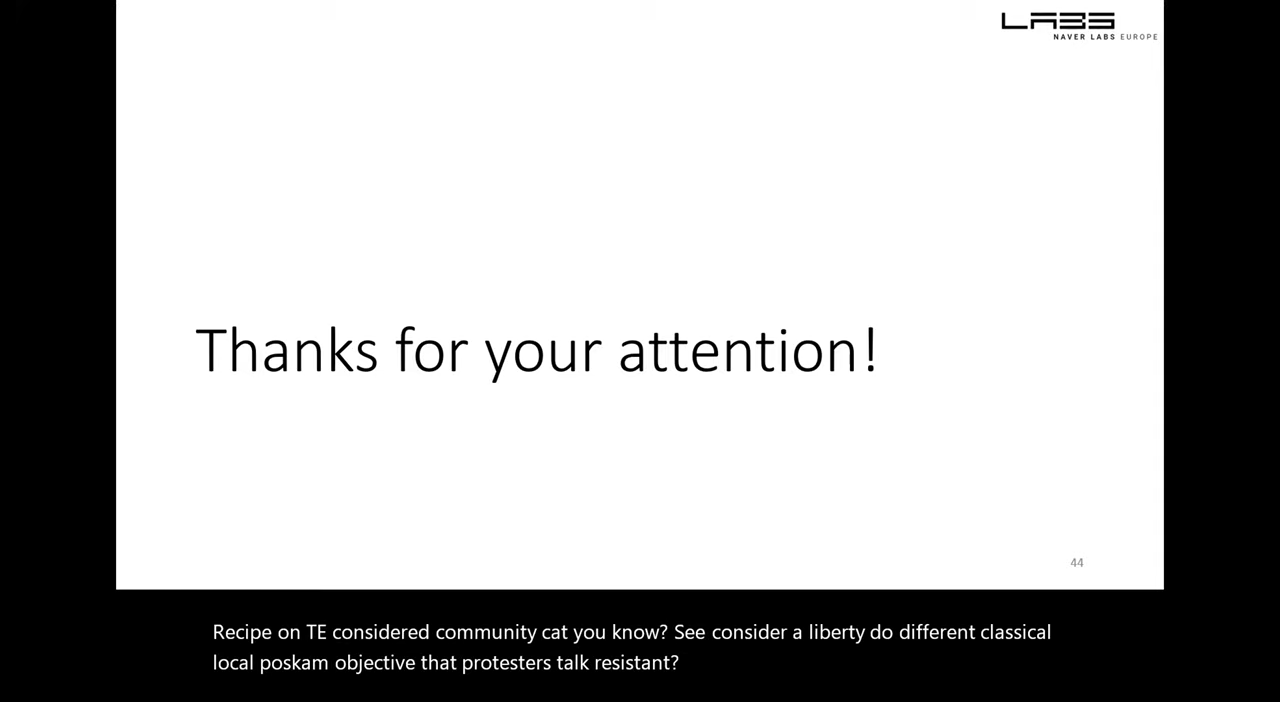 LABS
NAVER LABS EUROPE
Thanks for your attention!
44
Recipe on TE considered community cat you know? See consider a liberty do different classical
local poskam objective that protesters talk resistant?